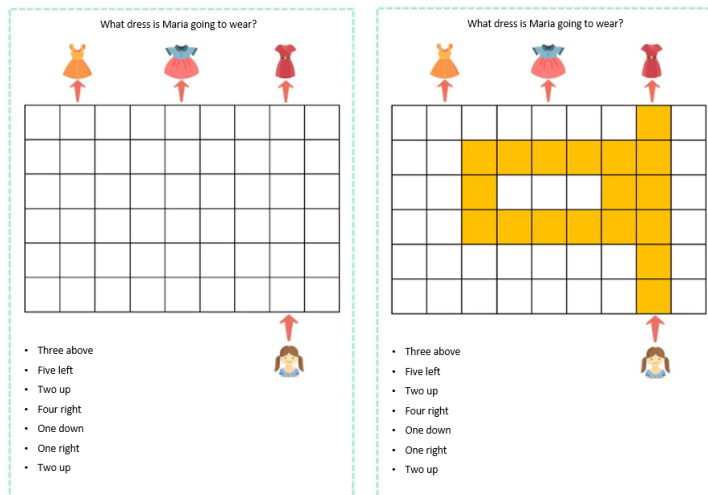 What dress is Maria going to wear?
• Three above
• Five left
• Two up
• Four right
• One down
• One right
• Two up
What dress is Maria going to wear?
• Three above
• Five left
• Two up
• Four right
• One down
• One right
• Two up